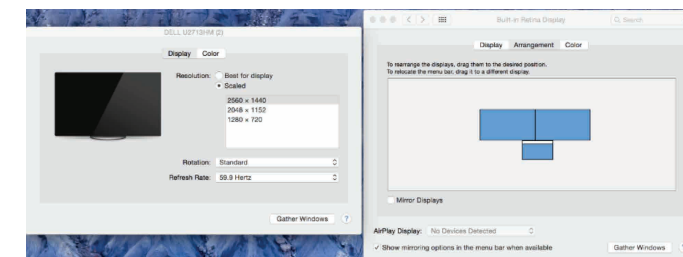 DELL U2713HM (2)
Display Color
Resolution: Best for display
Scaled
2560 × 1440
2048 × 1152
1280 × 720
Rotation: Standard
Refresh Rate: 59.9 Hertz
Gather Windows ?
Built-in Retina Display
Search
Display Arrangement Color
To rearrange the displays, drag them to the desired position.
To relocate the menu bar, drag it to a different display.
Mirror Displays
AirPlay Display: No Devices Detected
Show mirroring options in the menu bar when available
Gather Windows